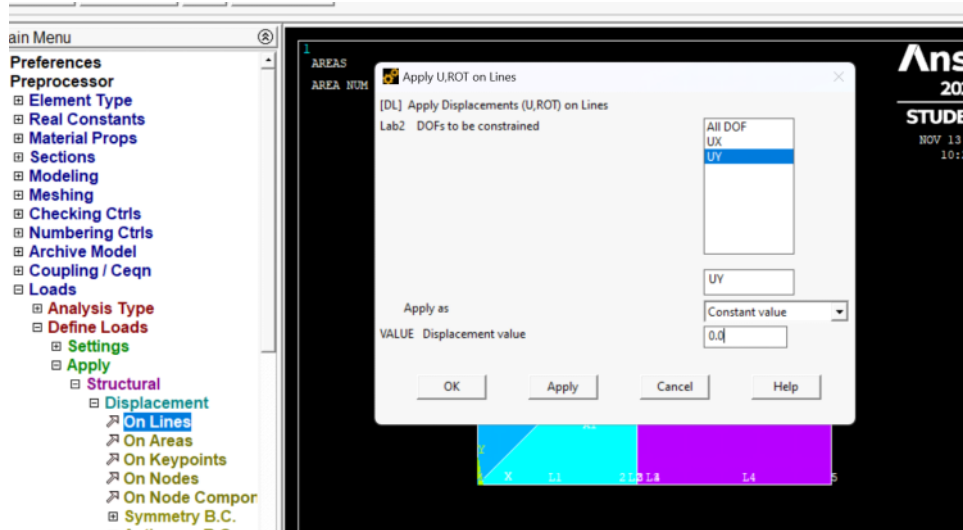 ain Menu
Preferences
Preprocessor
Element Type
Real Constants
Material Props
Sections
Modeling
Meshing
Checking Ctrls
Numbering Ctrls
Archive Model
Coupling / Ceqn
Loads
Analysis Type
Define Loads
Settings
Apply
Structural
Displacement
On Lines
On Areas
On Keypoints
On Nodes
On Node Compor
Symmetry B.C.
1
AREAS
AREA NUM
Apply U,ROT on Lines
[DL] Apply Displacements (U,ROT) on Lines
Lab2 DOFs to be constrained
All DOF
UX
UY
UY
Apply as
Constant value
VALUE Displacement value
0.0
OK Apply Cancel Help
Y
X L1 2 L4 5
Ans
202
STUDE
NOV 13
10: